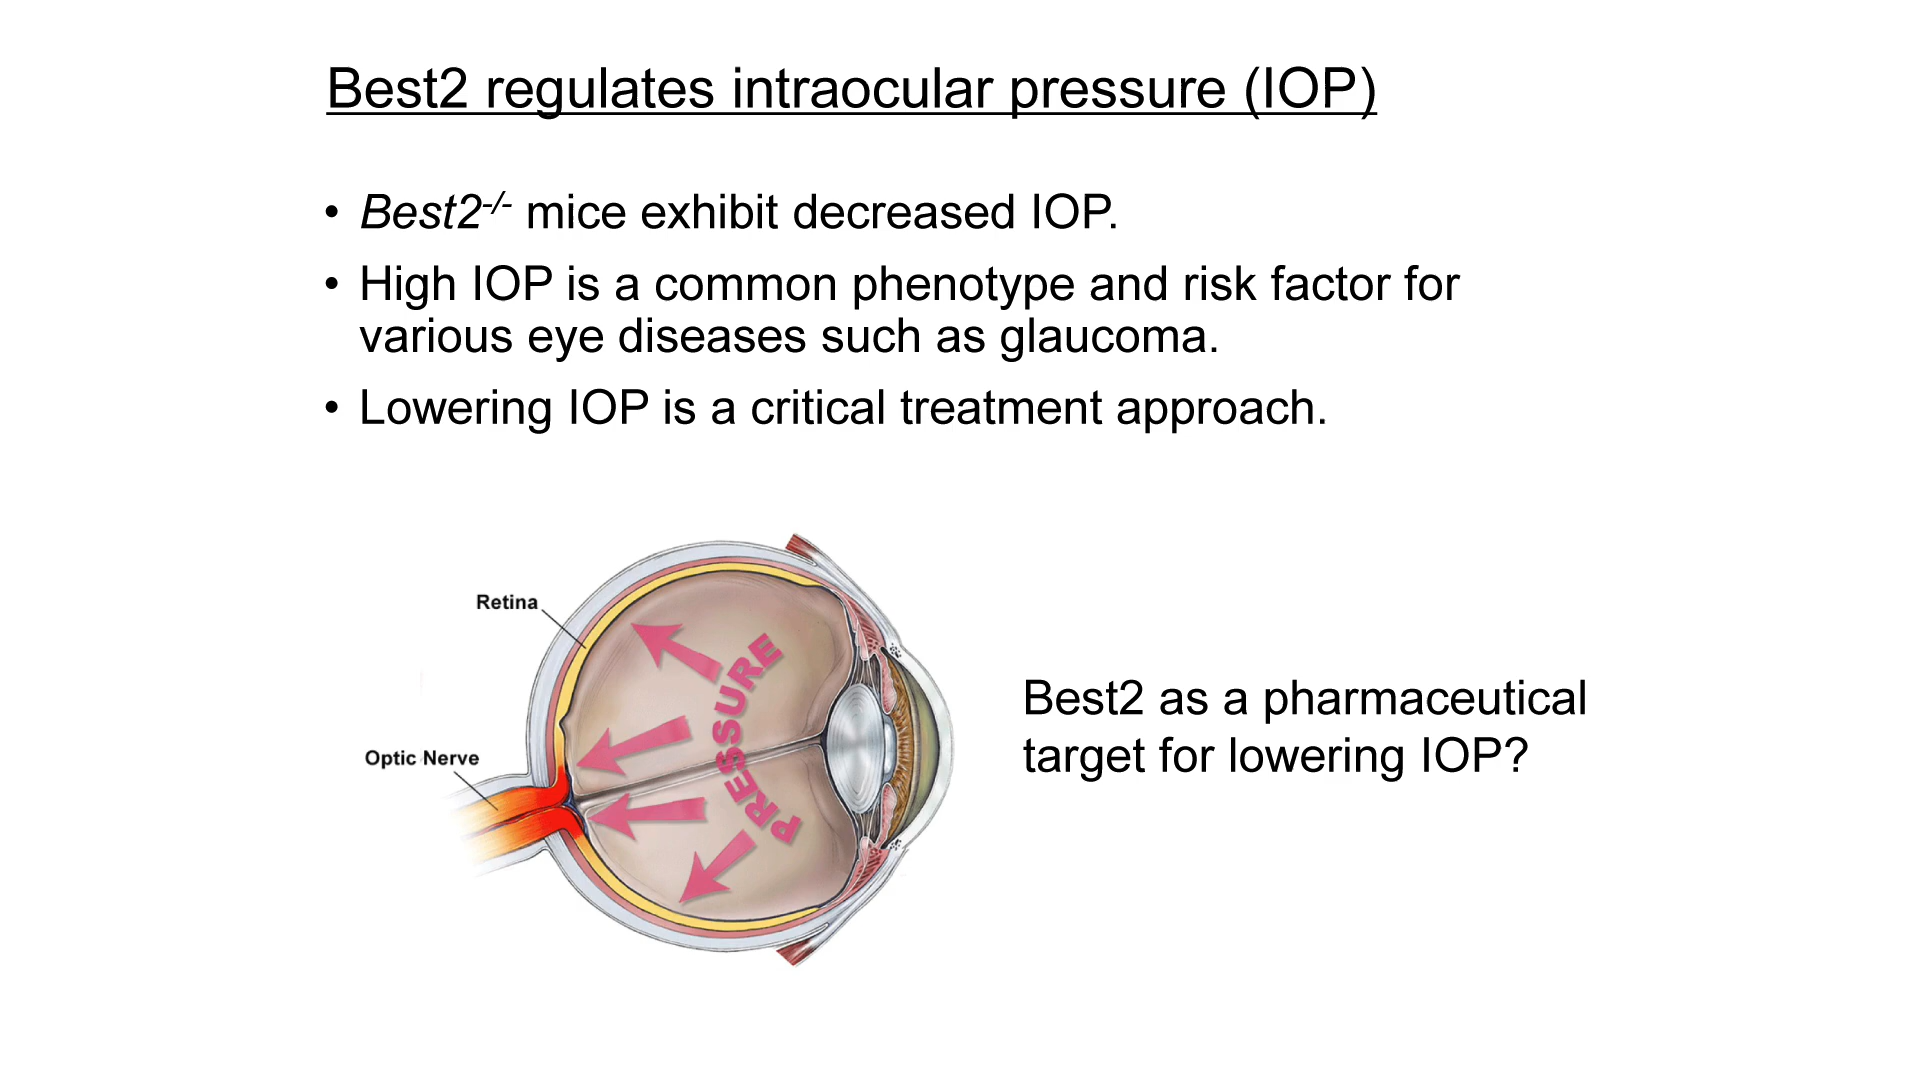 Best2 regulates intraocular pressure (IOP)
• Best2-/- mice exhibit decreased IOP.
• High IOP is a common phenotype and risk factor for
various eye diseases such as glaucoma.
• Lowering IOP is a critical treatment approach.
Retina
Optic Nerve
PRESSURE
Best2 as a pharmaceutical
target for lowering IOP?